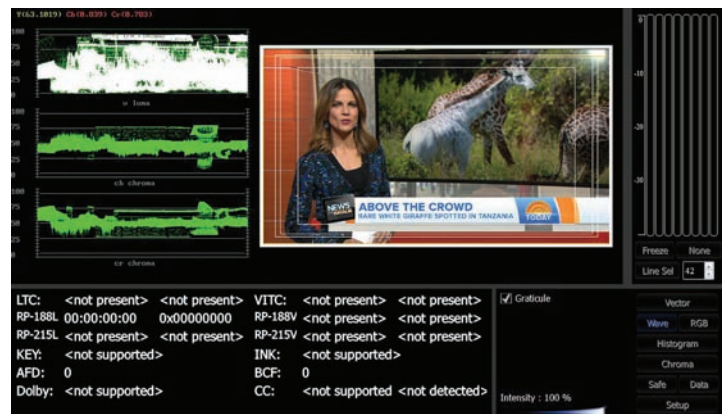 Y(63.1019) Cb(0.839) Cr(0.783)
100
75
50
25
0
w luma
100
75
50
25
0
cb chroma
100
75
50
25
0
cr chroma
NEWS
ABOVE THE CROWD
RARE WHITE GIRAFFE SPOTTED IN TANZANIA
TODAY
0
-10
-20
-30
Freeze None
Line Sel 42
LTC: <not present> <not present> VITC: <not present> <not present>
RP-188L 00:00:00:00 0x00000000 RP-188V <not present> <not present>
RP-215L <not present> <not present> RP-215V <not present> <not present>
KEY: <not supported> INK: <not supported>
AFD: 0 BCF: 0
Dolby: <not supported> CC: <not supported <not detected>
Graticule
Intensity : 100 %
Vector
Wave RGB
Histogram
Chroma
Safe Data
Setup